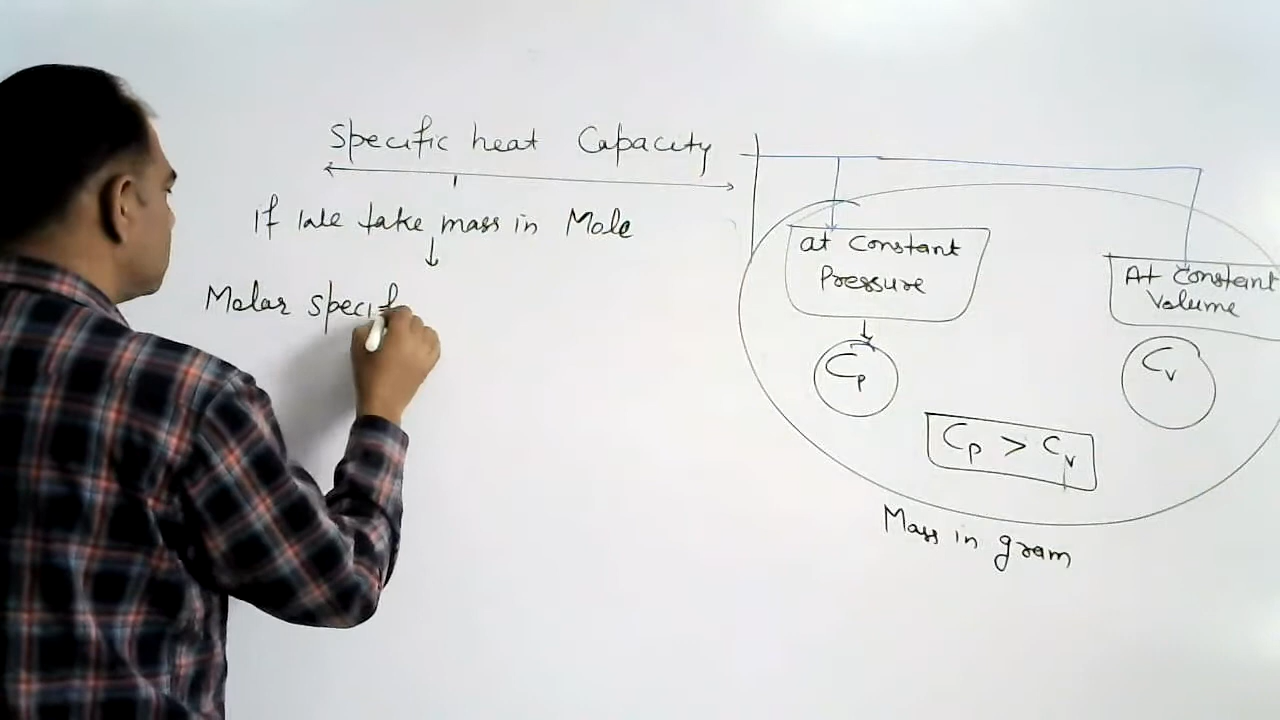 Specific heat Capacity
If we take mass in Mole
Molar specif
at Constant
Pressure
Cp
At Constant
Volume
Cv
Cp > Cv
Mass in gram